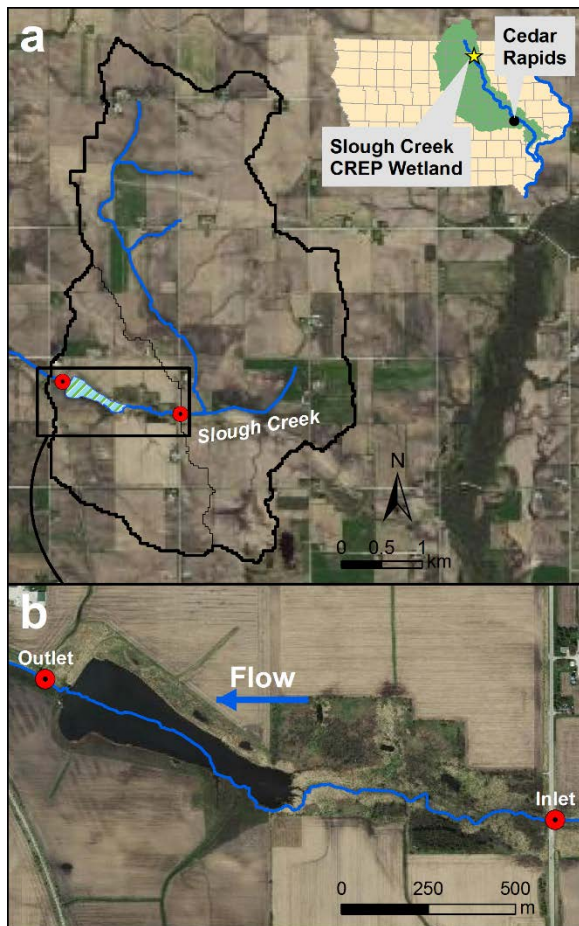 a
Cedar
Rapids
Slough Creek
CREP Wetland
Slough Creek
N
0 0.5 1
km
b
Outlet
Flow
Inlet
0 250 500
m